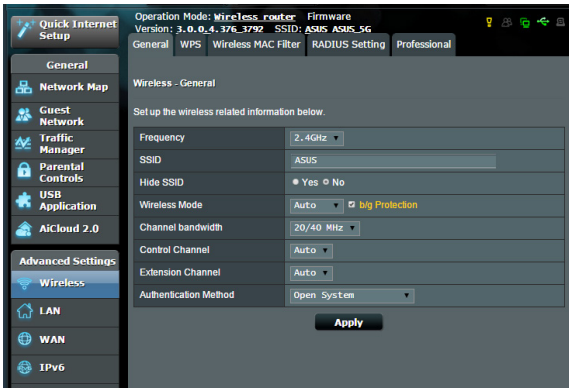 Quick Internet
Setup
General
Network Map
Guest
Network
Traffic
Manager
Parental
Controls
USB
Application
AiCloud 2.0
Advanced Settings
Wireless
LAN
WAN
IPv6
Operation Mode: Wireless router Firmware
Version: 3.0.0.4.376_3792 SSID: ASUS ASUS_5G
General WPS Wireless MAC Filter RADIUS Setting Professional
Wireless - General
Set up the wireless related information below.
Frequency 2.4GHz
SSID ASUS
Hide SSID Yes No
Wireless Mode Auto b/g Protection
Channel bandwidth 20/40 MHz
Control Channel Auto
Extension Channel Auto
Authentication Method Open System
Apply